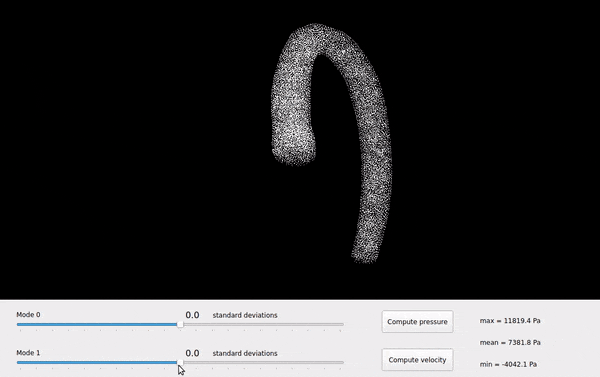 Mode 0
0.0 standard deviations
Compute pressure
max = 11819.4 Pa
mean = 7381.8 Pa
Mode 1
0.0 standard deviations
Compute velocity
min = -4042.1 Pa